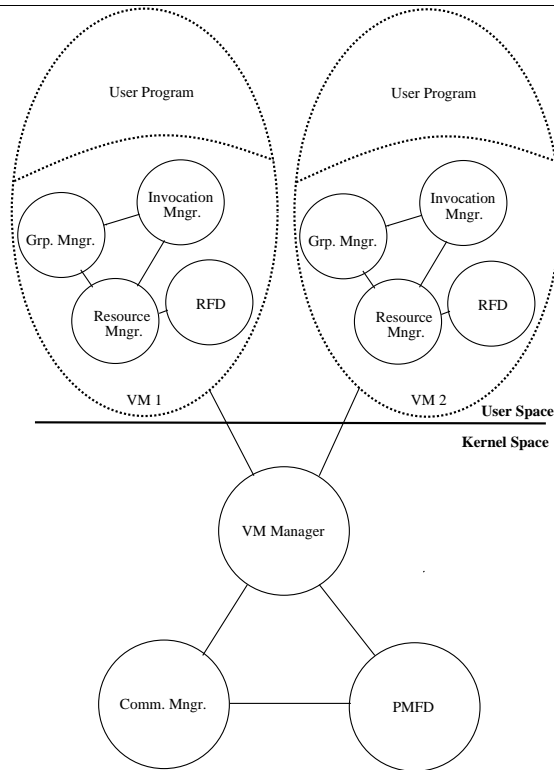 User Program
User Program
Invocation
Mngr.
Grp. Mngr.
Resource
Mngr.
RFD
VM 1
Invocation
Mngr.
Grp. Mngr.
Resource
Mngr.
RFD
VM 2
User Space
Kernel Space
VM Manager
Comm. Mngr.
PMFD